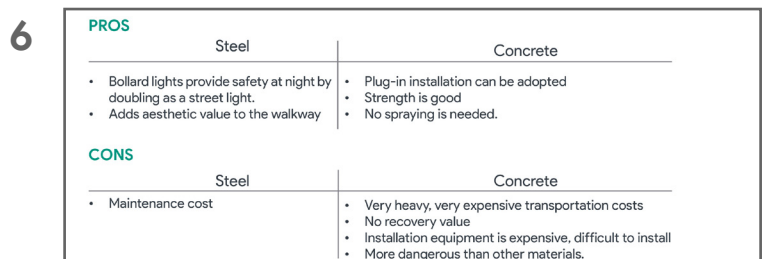 6
PROS
Steel
Concrete
• Bollard lights provide safety at night by
doubling as a street light.
• Adds aesthetic value to the walkway
• Plug-in installation can be adopted
• Strength is good
• No spraying is needed.
CONS
Steel
Concrete
• Maintenance cost
• Very heavy, very expensive transportation costs
• No recovery value
• Installation equipment is expensive, difficult to install
• More dangerous than other materials.